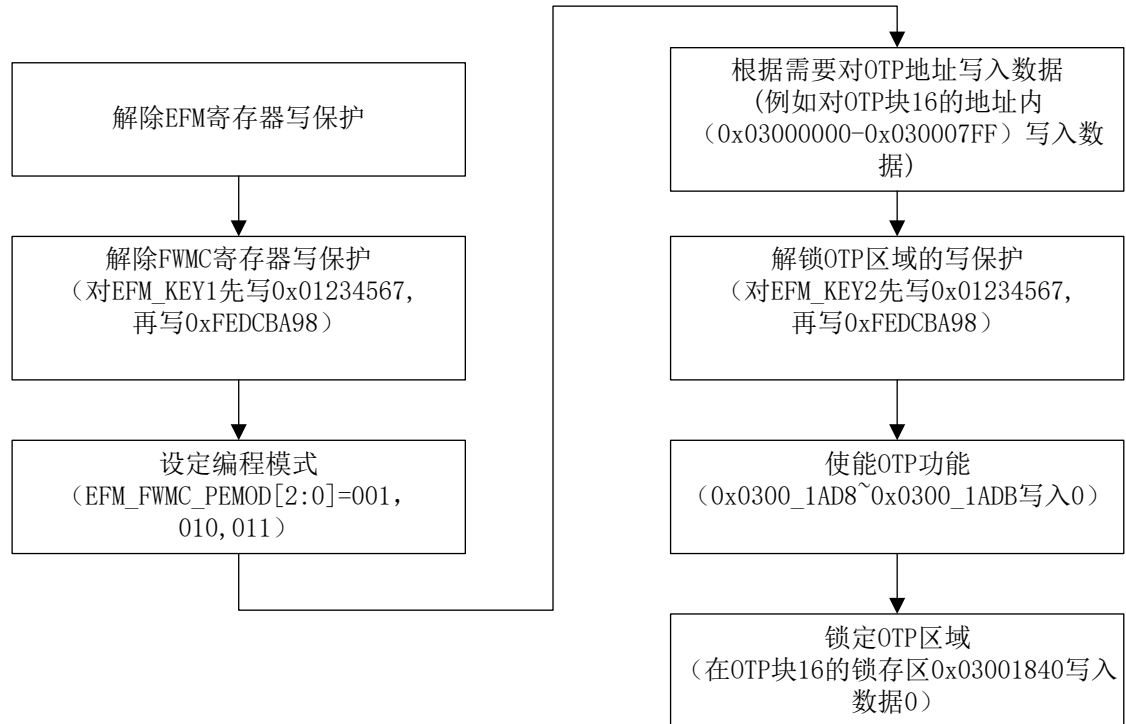 解除EFM寄存器写保护
解除FWMC寄存器写保护
（对EFM_KEY1先写0x01234567,
再写0xFEDCBA98）
设定编程模式
（EFM_FWMC_PEMOD[2:0]=001，
010,011）
根据需要对OTP地址写入数据
(例如对OTP块16的地址内
（0x03000000-0x030007FF）写入数
据)
解锁OTP区域的写保护
（对EFM_KEY2先写0x01234567,
再写0xFEDCBA98）
使能OTP功能
（0x0300_1AD8~0x0300_1ADB写入0）
锁定OTP区域
（在OTP块16的锁存区0x03001840写入
数据0）